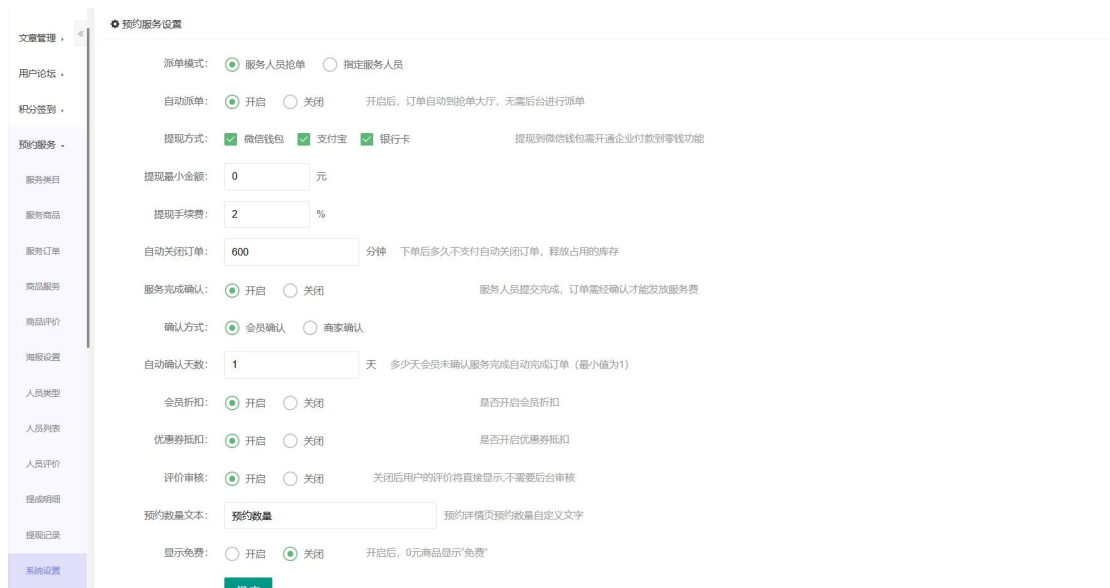 预约服务设置
文章管理
用户论坛
积分签到
预约服务
服务类目
服务商品
服务订单
商品服务
商品评价
海报设置
人员类型
人员列表
人员评价
提成明细
提现记录
系统设置
派单模式： 服务人员抢单 指定服务人员
自动派单： 开启 关闭 开启后，订单自动到抢单大厅，无需后台进行派单
提现方式： 微信钱包 支付宝 银行卡 提现到微信钱包需开通企业付款到零钱功能
提现最小金额： 0 元
提现手续费： 2 %
自动关闭订单： 600 分钟 下单后多久不支付自动关闭订单，释放占用的库存
服务完成确认： 开启 关闭 服务人员提交完成，订单需经确认才能发放服务费
确认方式： 会员确认 商家确认
自动确认天数： 1 天 多少天会员未确认服务完成自动完成订单（最小值为1）
会员折扣： 开启 关闭 是否开启会员折扣
优惠券抵扣： 开启 关闭 是否开启优惠券抵扣
评价审核： 开启 关闭 关闭后用户的评价将直接显示,不需要后台审核
预约数量文本： 预约数量 预约详情页预约数量自定义文字
显示免费： 开启 关闭 开启后，0元商品显示"免费"